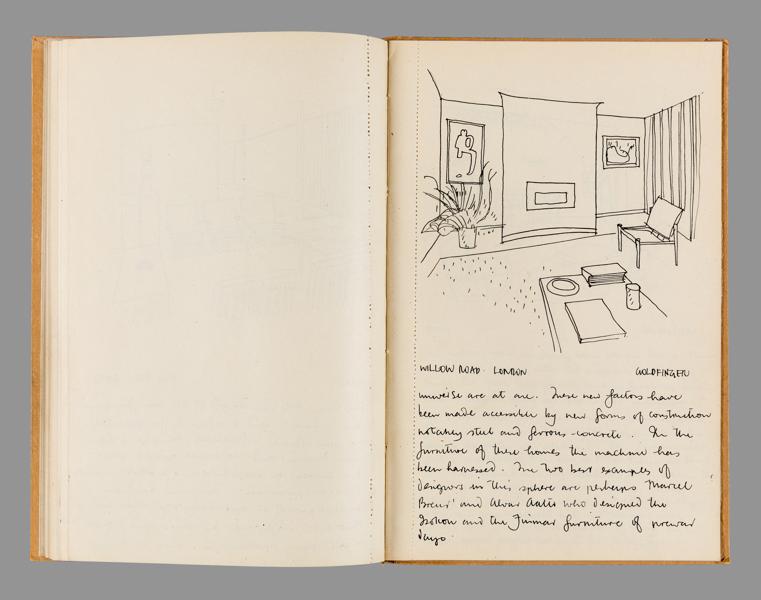 WILLOW ROAD LONDON GOLDFINGER
universe are at one. These new factors have
been made accessible by new forms of construction
notably steel and ferrous-concrete. In the
furniture of these homes the machine has
been harnessed. The two best examples of
designers in this sphere are perhaps Marcel
Breur' and Alvar Aalto who designed the
Isokon and the Finmar furniture of prewar
days.